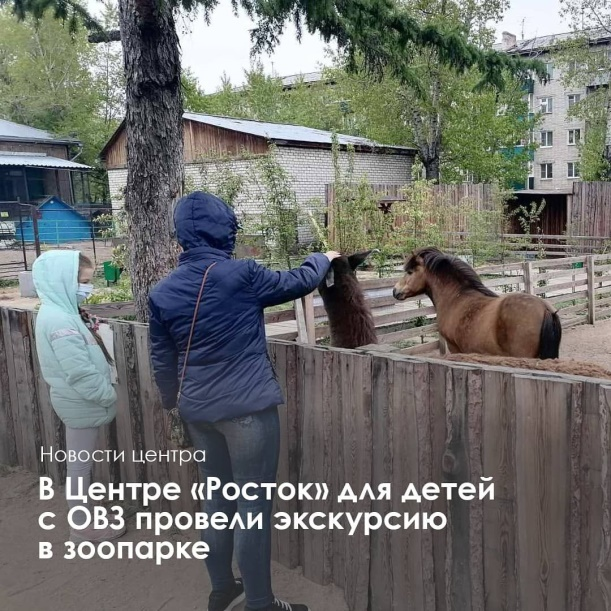 Новости центра
В Центре «Росток» для детей
с ОВЗ провели экскурсию
в зоопарке